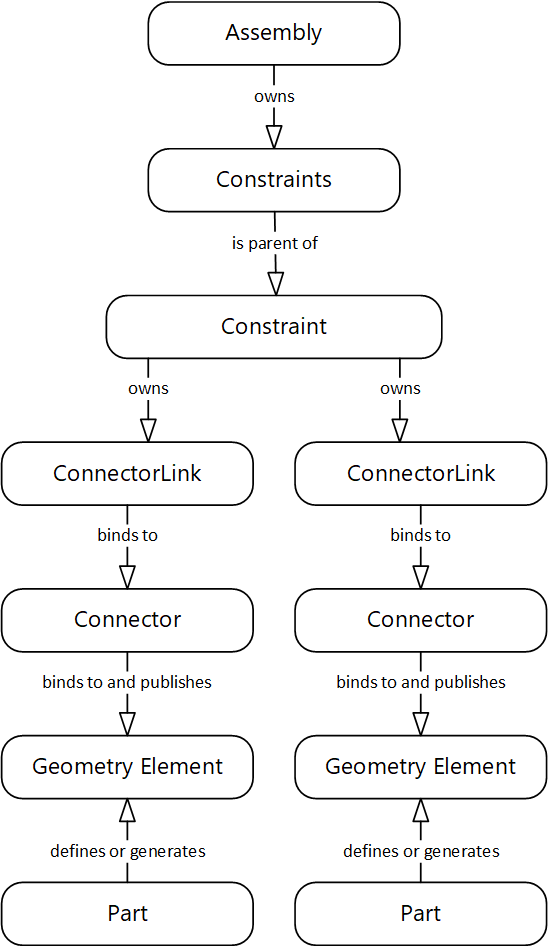 Assembly
owns
Constraints
is parent of
Constraint
owns owns
ConnectorLink ConnectorLink
binds to binds to
Connector Connector
binds to and publishes binds to and publishes
Geometry Element Geometry Element
defines or generates defines or generates
Part Part